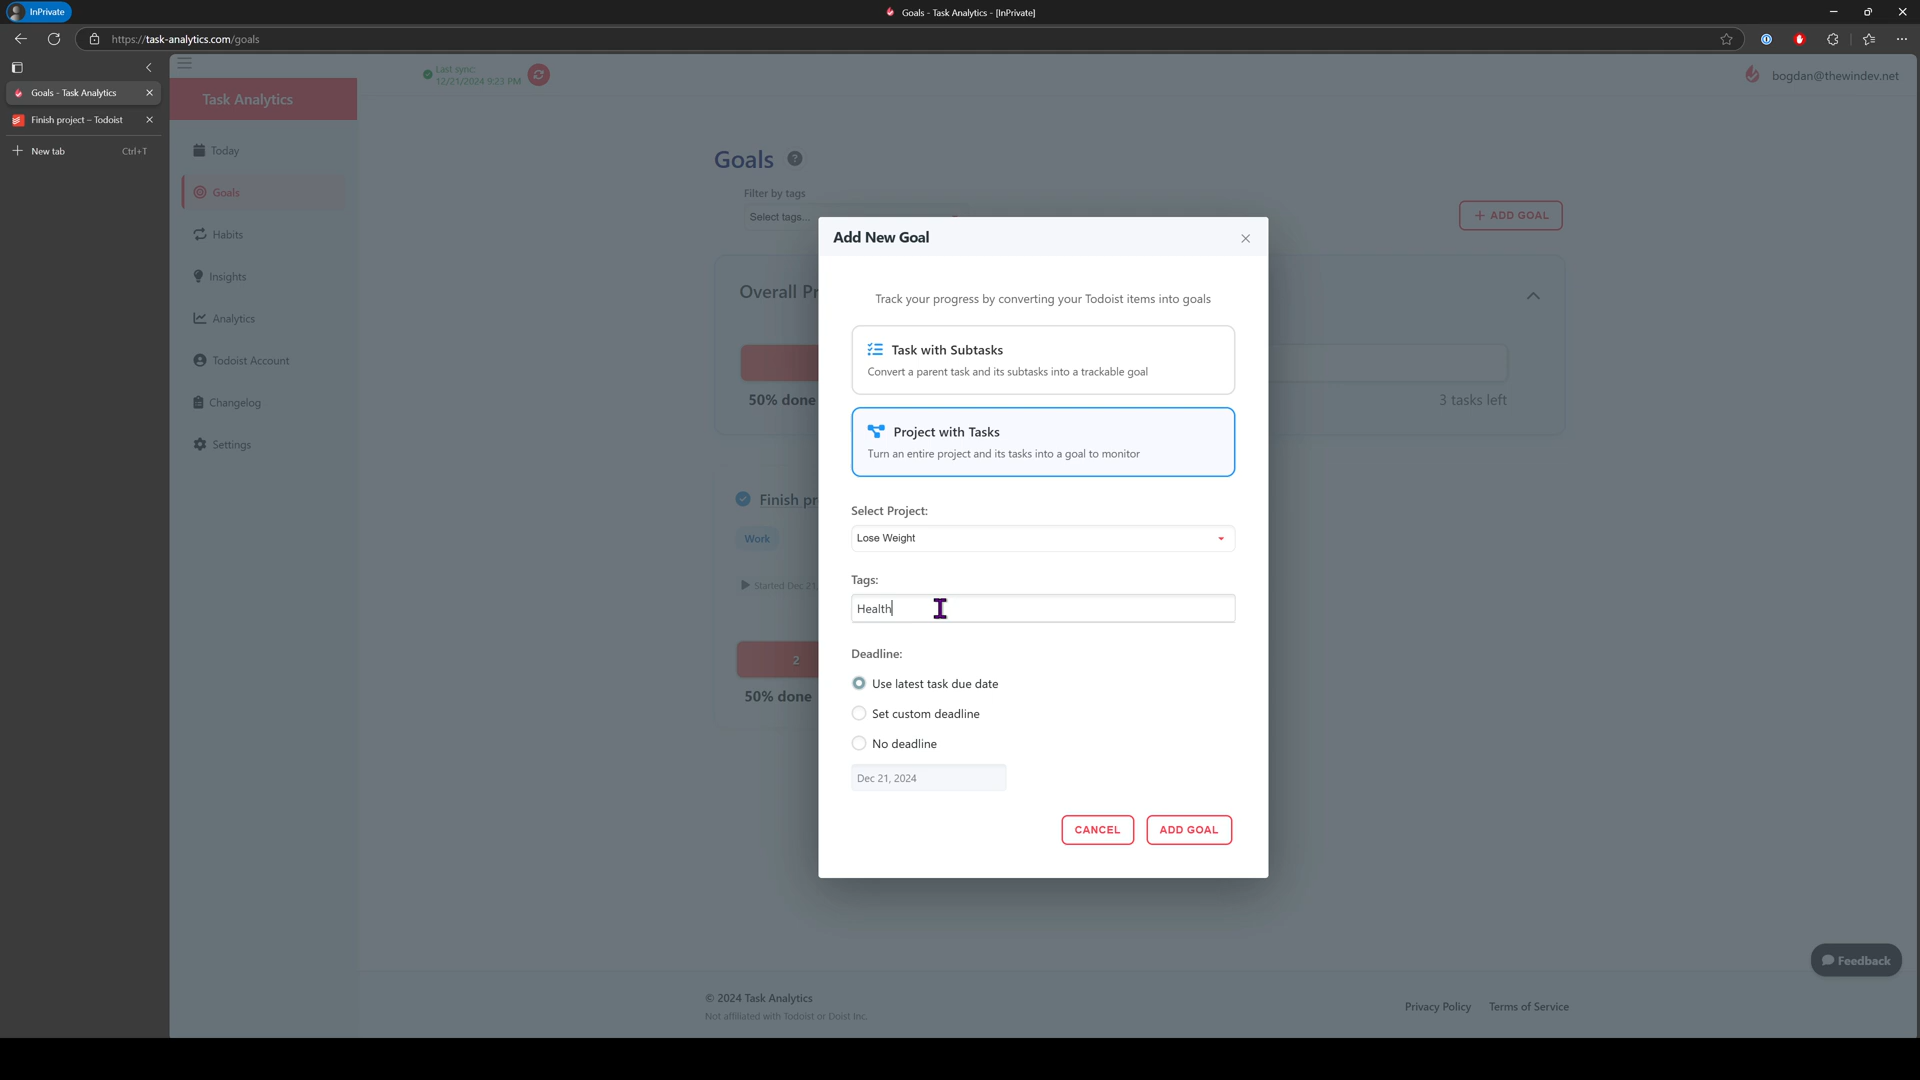 InPrivate
Goals - Task Analytics - [InPrivate]
https://task-analytics.com/goals
Goals - Task Analytics
Finish project – Todoist
New tab
Ctrl+T
Last sync:
12/21/2024 9:23 PM
bogdan@thewindev.net
Task Analytics
Today
Goals
Habits
Insights
Analytics
Todoist Account
Changelog
Settings
Goals
?
Filter by tags
Select tags...
+ ADD GOAL
Overall Pr
50% done
3 tasks left
Finish pr
Work
Started Dec 21,
2
50% done
Add New Goal
Track your progress by converting your Todoist items into goals
Task with Subtasks
Convert a parent task and its subtasks into a trackable goal
Project with Tasks
Turn an entire project and its tasks into a goal to monitor
Select Project:
Lose Weight
Tags:
Health
Deadline:
Use latest task due date
Set custom deadline
No deadline
Dec 21, 2024
CANCEL
ADD GOAL
Feedback
© 2024 Task Analytics
Not affiliated with Todoist or Doist Inc.
Privacy Policy
Terms of Service